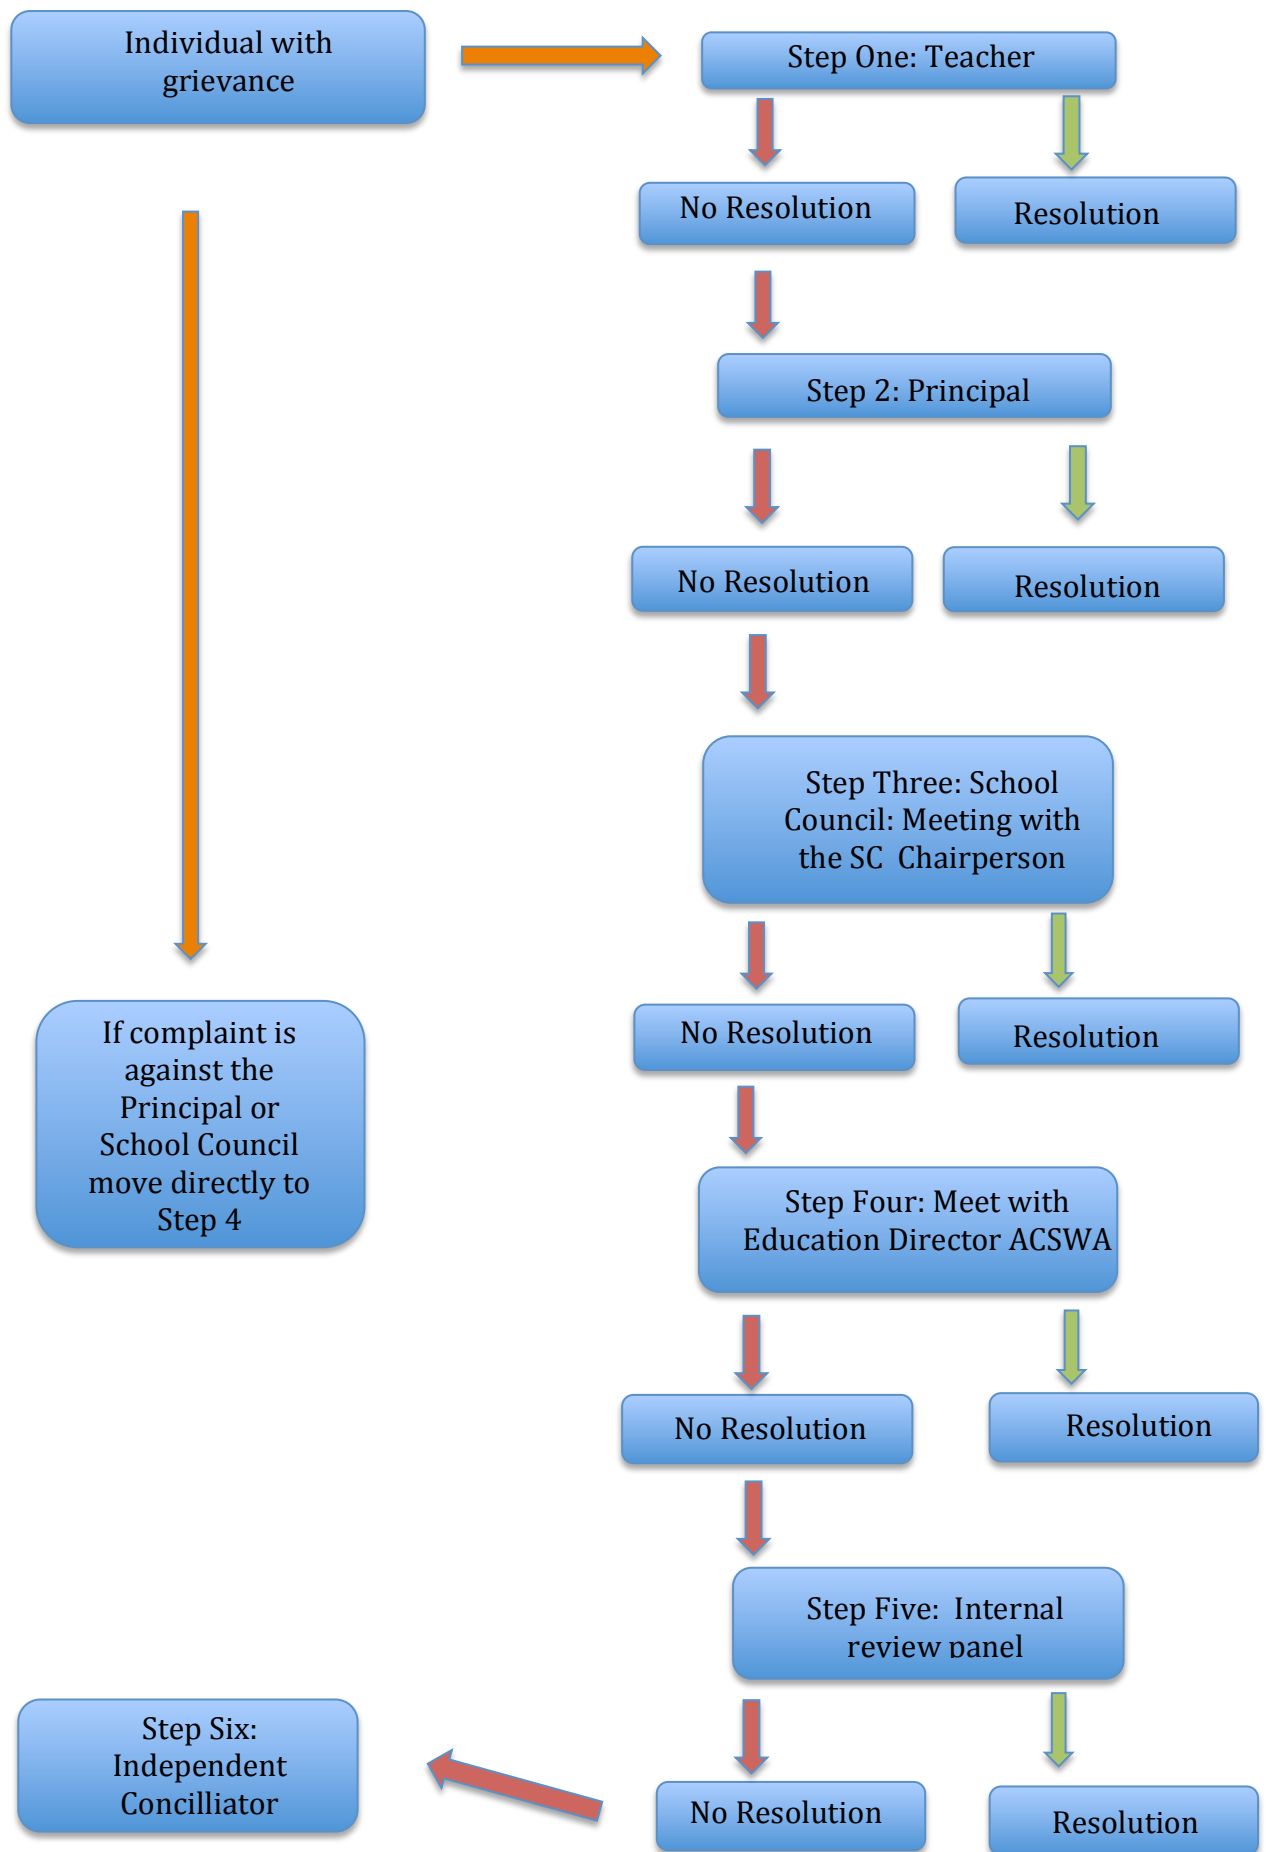 Individual with
grievance
Step One: Teacher
No Resolution
Resolution
Step 2: Principal
No Resolution
Resolution
Step Three: School
Council: Meeting with
the SC Chairperson
No Resolution
Resolution
If complaint is
against the
Principal or
School Council
move directly to
Step 4
Step Four: Meet with
Education Director ACSWA
No Resolution
Resolution
Step Five: Internal
review panel
No Resolution
Resolution
Step Six:
Independent
Concilliator